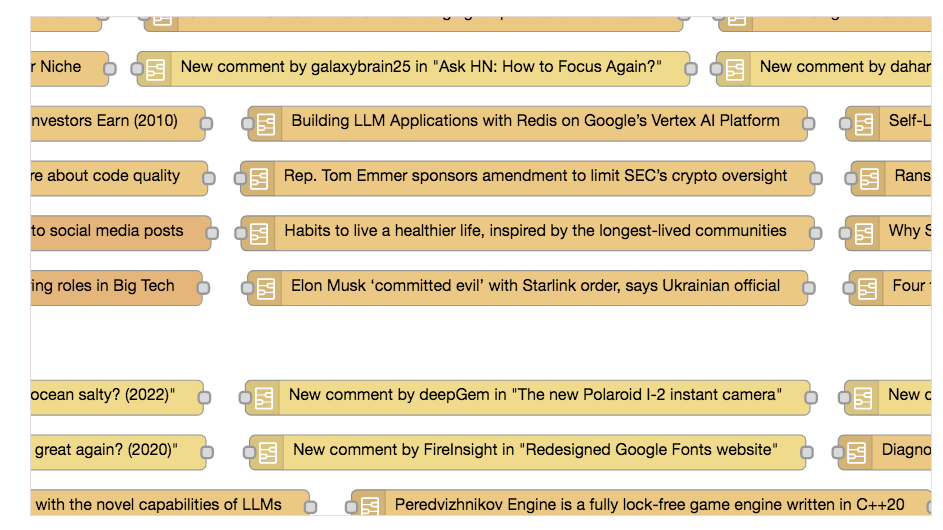 r Niche New comment by galaxybrain25 in "Ask HN: How to Focus Again?" New comment by dahar
nvestors Earn (2010) Building LLM Applications with Redis on Google’s Vertex AI Platform Self-L
re about code quality Rep. Tom Emmer sponsors amendment to limit SEC’s crypto oversight Rans
to social media posts Habits to live a healthier life, inspired by the longest-lived communities Why S
ing roles in Big Tech Elon Musk ‘committed evil’ with Starlink order, says Ukrainian official Four
ocean salty? (2022)" New comment by deepGem in "The new Polaroid I-2 instant camera" New c
great again? (2020)" New comment by FireInsight in "Redesigned Google Fonts website" Diagno
with the novel capabilities of LLMs Peredvizhnikov Engine is a fully lock-free game engine written in C++20